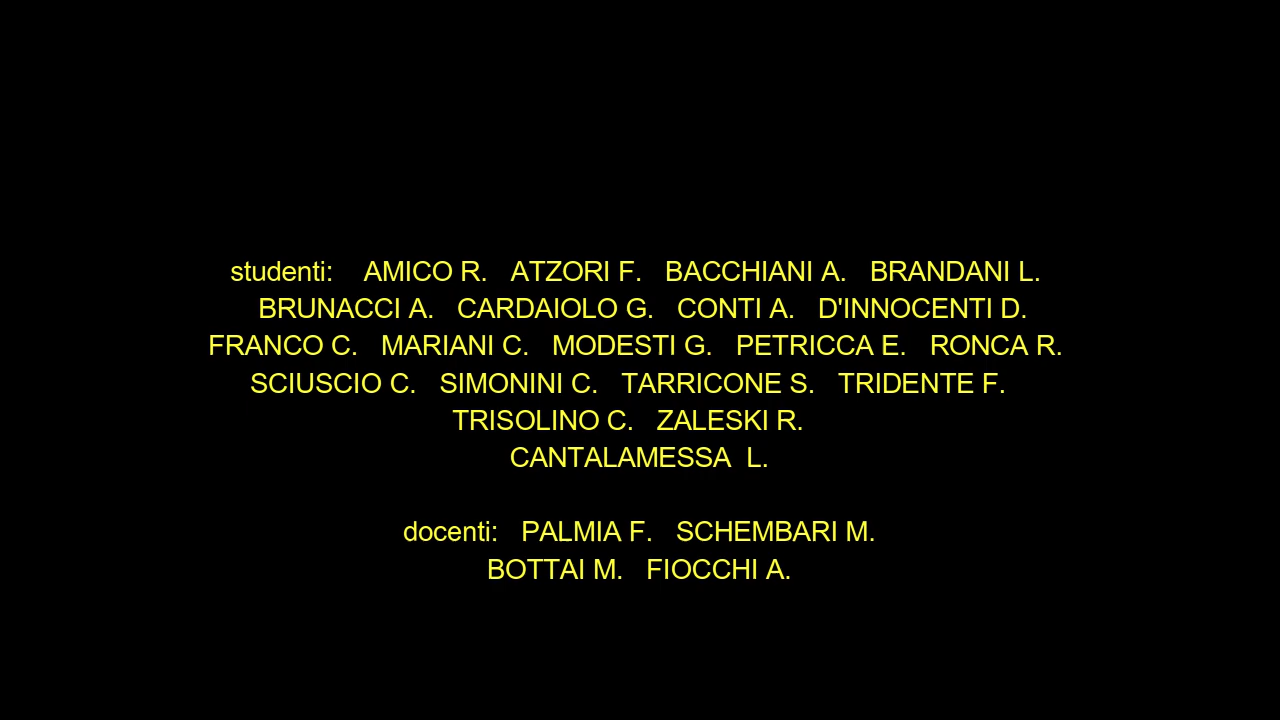 studenti: AMICO R. ATZORI F. BACCHIANI A. BRANDANI L.
BRUNACCI A. CARDAIOLO G. CONTI A. D'INNOCENTI D.
FRANCO C. MARIANI C. MODESTI G. PETRICCA E. RONCA R.
SCIUSCIO C. SIMONINI C. TARRICONE S. TRIDENTE F.
TRISOLINO C. ZALESKI R.
CANTALAMESSA L.
docenti: PALMIA F. SCHEMBARI M.
BOTTAI M. FIOCCHI A.